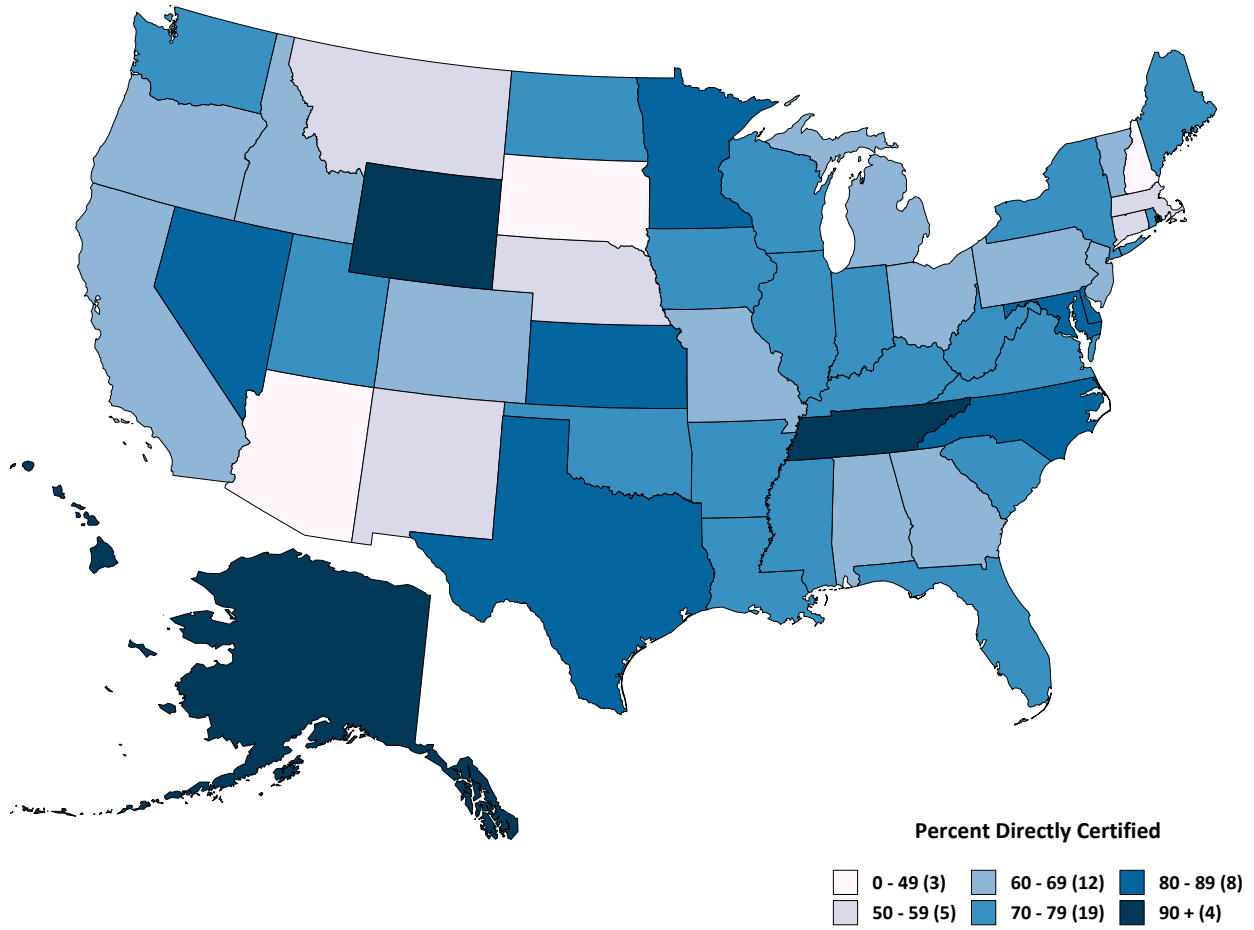 Percent Directly Certified
0 - 49 (3) 60 - 69 (12) 80 - 89 (8)
50 - 59 (5) 70 - 79 (19) 90 + (4)